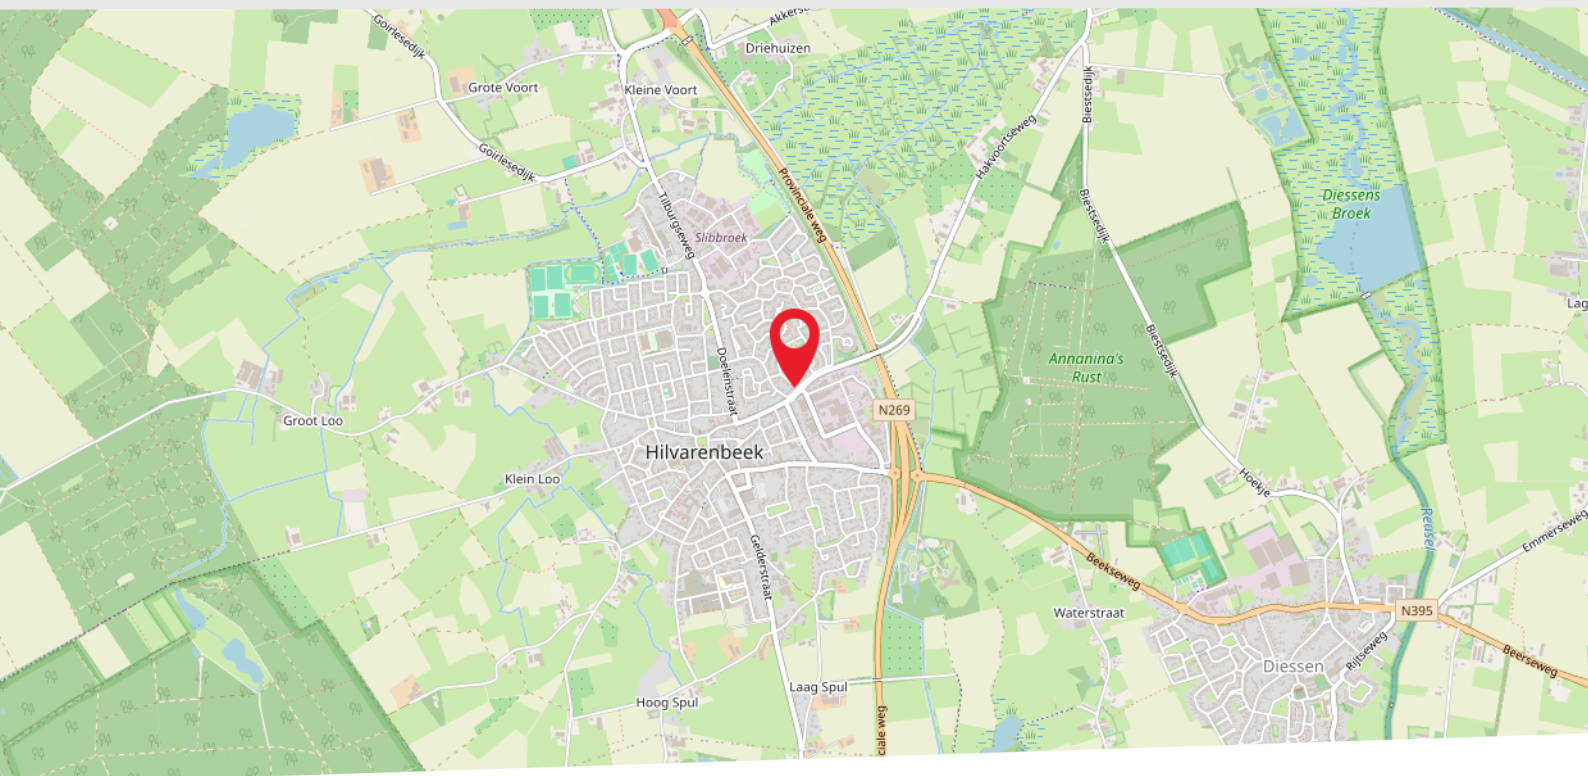 Goirlesedijk
Akkerst
Driehuizen
Grote Voort
Kleine Voort
Biestsedijk
Hakvoortseweg
Goirlesedijk
Provinciale weg
Tilburgseweg
Diessens
Broek
Biestsedijk
Slibbroek
Lag
Biestsedijk
Doelenstraat
Annanina's
Rust
N269
Groot Loo
Hilvarenbeek
Klein Loo
Hoekje
Reusel
Emmerseweg
Gelderstraat
Beekseweg
Waterstraat
N395
Rijtseweg
Beerseweg
Diessen
Laag Spul
Hoog Spul
ciale weg